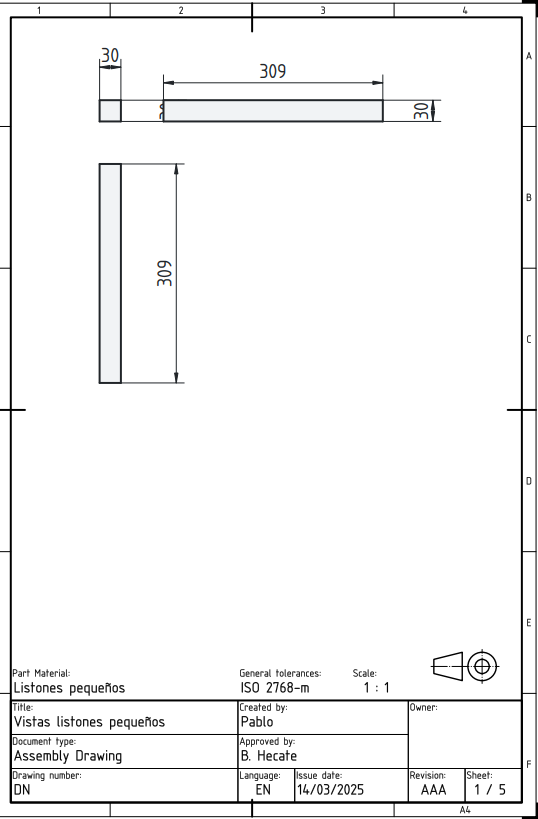 1 2 3 4
A
30
309
30
B
309
C
D
E
Part Material: General tolerances: Scale:
Listones pequeños ISO 2768-m 1 : 1
Title: Created by: Owner:
Vistas listones pequeños Pablo
Document type: Approved by:
Assembly Drawing B. Hecate
F
Drawing number: Language: Issue date: Revision: Sheet:
DN EN 14/03/2025 AAA 1 / 5
A4